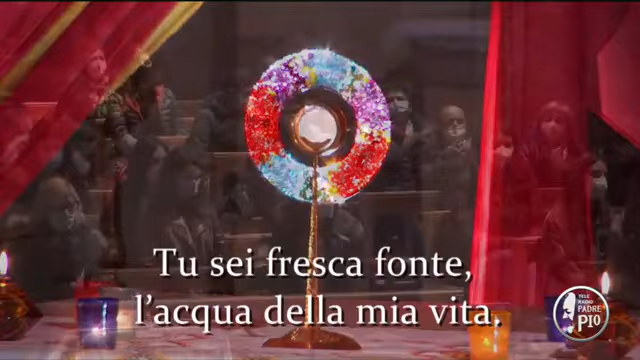 Tu sei fresca fonte,
l'acqua della mia vita.
TELE
RADIO
PADRE
PIO